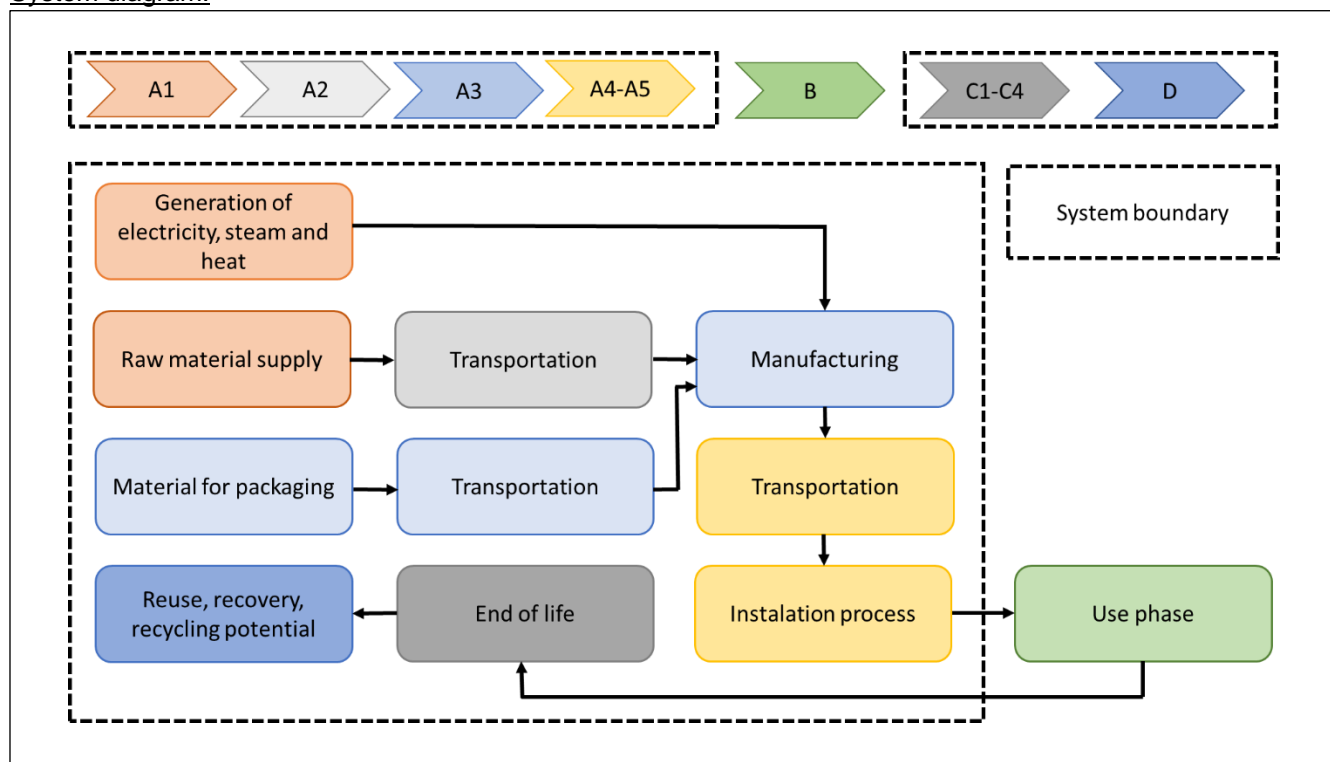 System diagram:
A1
A2
A3
A4-A5
B
C1-C4
D
Generation of
electricity, steam and
heat
System boundary
Raw material supply
Transportation
Manufacturing
Material for packaging
Transportation
Transportation
Reuse, recovery,
recycling potential
End of life
Instalation process
Use phase